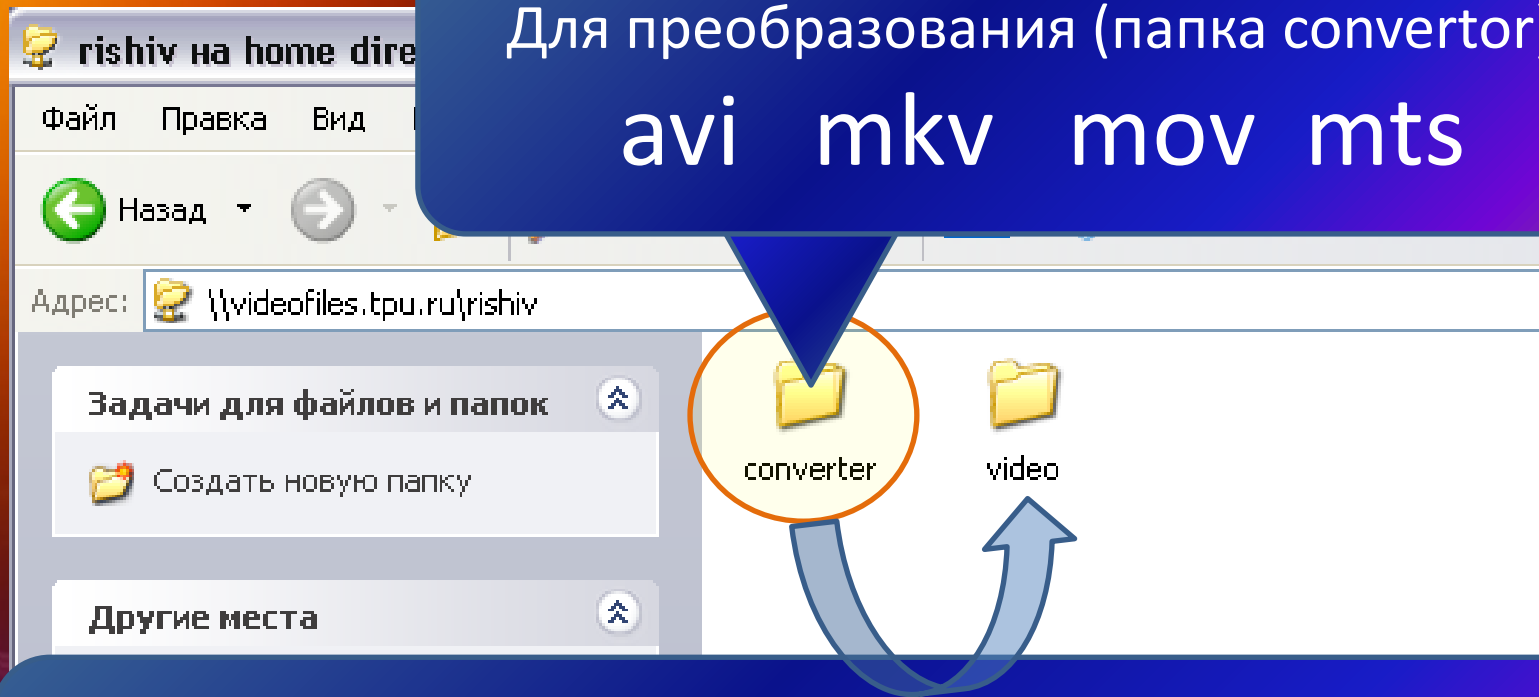 Для преобразования (папка convertor)
avi mkv mov mts
rishiv на home dire
Файл Правка Вид
Назад
Адрес: \\videofiles.tpu.ru\rishiv
Задачи для файлов и папок
Создать новую папку
Другие места
converter video